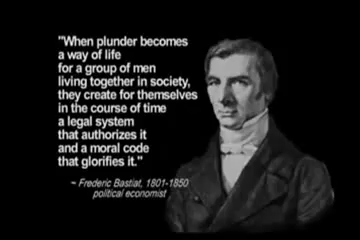 "When plunder becomes
a way of life
for a group of men
living together in society,
they create for themselves
in the course of time
a legal system
that authorizes it
and a moral code
that glorifies it."
~ Frederic Bastiat, 1801-1850
political economist